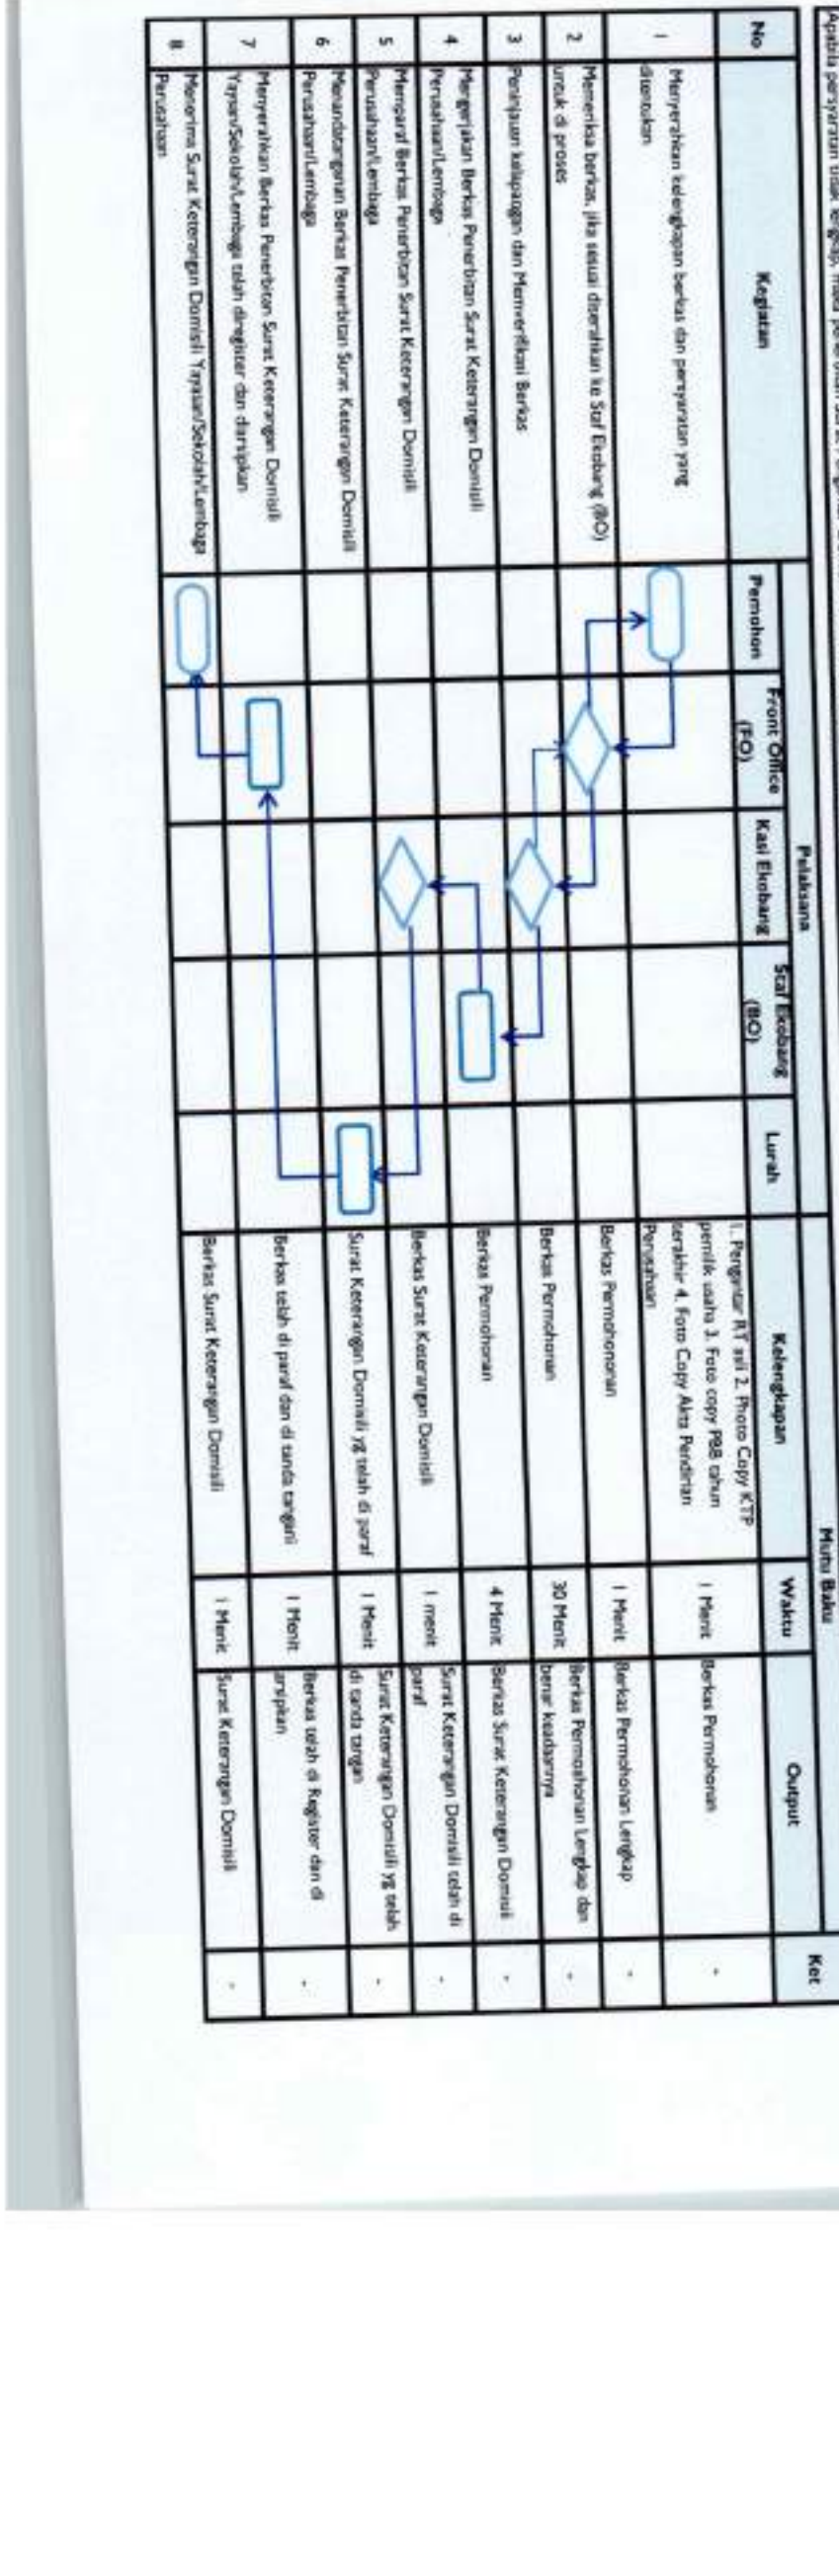 Apabila persyaratan tidak lengkap, maka
No
Kegiatan
Pelaksana
Mutu Baku
Ket
Pemohon
Front Office
(FO)
Kasi Ekobang
Staf Ekobang
(BO)
Lurah
Kelengkapan
Waktu
Output
1
Menyerahkan kelengkapan berkas dan persyaratan yang
ditentukan
1. Pengantar RT asli 2. Photo Copy KTP
pemilik usaha 3. Foto copy PBB tahun
terakhir 4. Foto Copy Akta Pendirian
Perusahaan
1 Menit
Berkas Permohonan
-
2
Memeriksa berkas, jika sesuai diserahkan ke Staf Ekobang (BO)
untuk di proses
Berkas Permohononan
1 Menit
Berkas Permohonan Lengkap
-
3
Peninjauan kelapangan dan Memverifikasi Berkas
Berkas Permohonan
30 Menit
Berkas Permoahonan Lengkap dan
benar keadaannya
-
4
Mengerjakan Berkas Penerbitan Surat Keterangan Domisili
Perusahaan/Lembaga
Berkas Permohonan
4 Menit
Berkas Surat Keterangan Domisili
-
5
Memparaf Berkas Penerbitan Surat Keterangan Domisili
Perusahaan/Lembaga
Berkas Surat Keterangan Domisili
1 menit
Surat Keterangan Domisili telah di
paraf
-
6
Menandatanganan Berkas Penerbitan Surat Keterangan Domisili
Perusahaan/Lembaga
Surat Keterangan Domisili yg telah di paraf
1 Menit
Surat Keterangan Domisili yg telah
di tanda tangan
-
7
Menyerahkan Berkas Penerbitan Surat Keterangan Domisili
Yayasan/Sekolah/Lembaga telah diregister dan diarsipkan
Berkas telah di paraf dan di tanda tangani
1 Menit
Berkas telah di Register dan di
arsipkan
-
8
Menerima Surat Keterangan Domisili Yayasan/Sekolah/Lembaga
Perusahaan
Berkas Surat Keterangan Domisili
1 Menit
Surat Keterangan Domisili
-